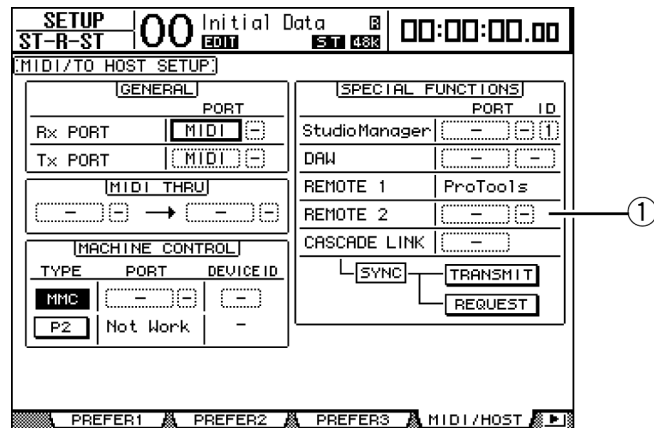 SETUP
ST-R-ST
00 Initial Data R
EDIT ST 48k
00:00:00.00
MIDI/TO HOST SETUP
GENERAL
PORT
Rx PORT MIDI -
Tx PORT MIDI -
MIDI THRU
- - → - -
MACHINE CONTROL
TYPE PORT DEVICE ID
MMC - - -
P2 Not Work -
SPECIAL FUNCTIONS
PORT ID
StudioManager - - 1
DAW - -
REMOTE 1 ProTools
REMOTE 2 - -
CASCADE LINK -
SYNC TRANSMIT
REQUEST
①
PREFER1 PREFER2 PREFER3 MIDI/HOST